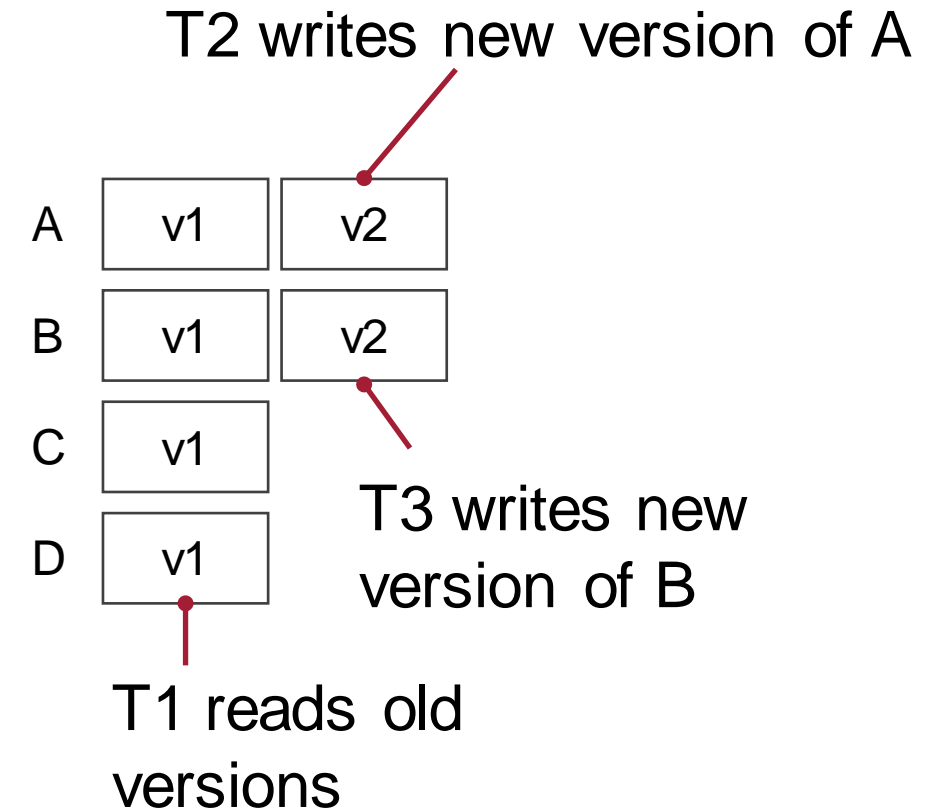 T2 writes new version of A
A v1 v2
B v1 v2
C v1
D v1
T3 writes new
version of B
T1 reads old
versions